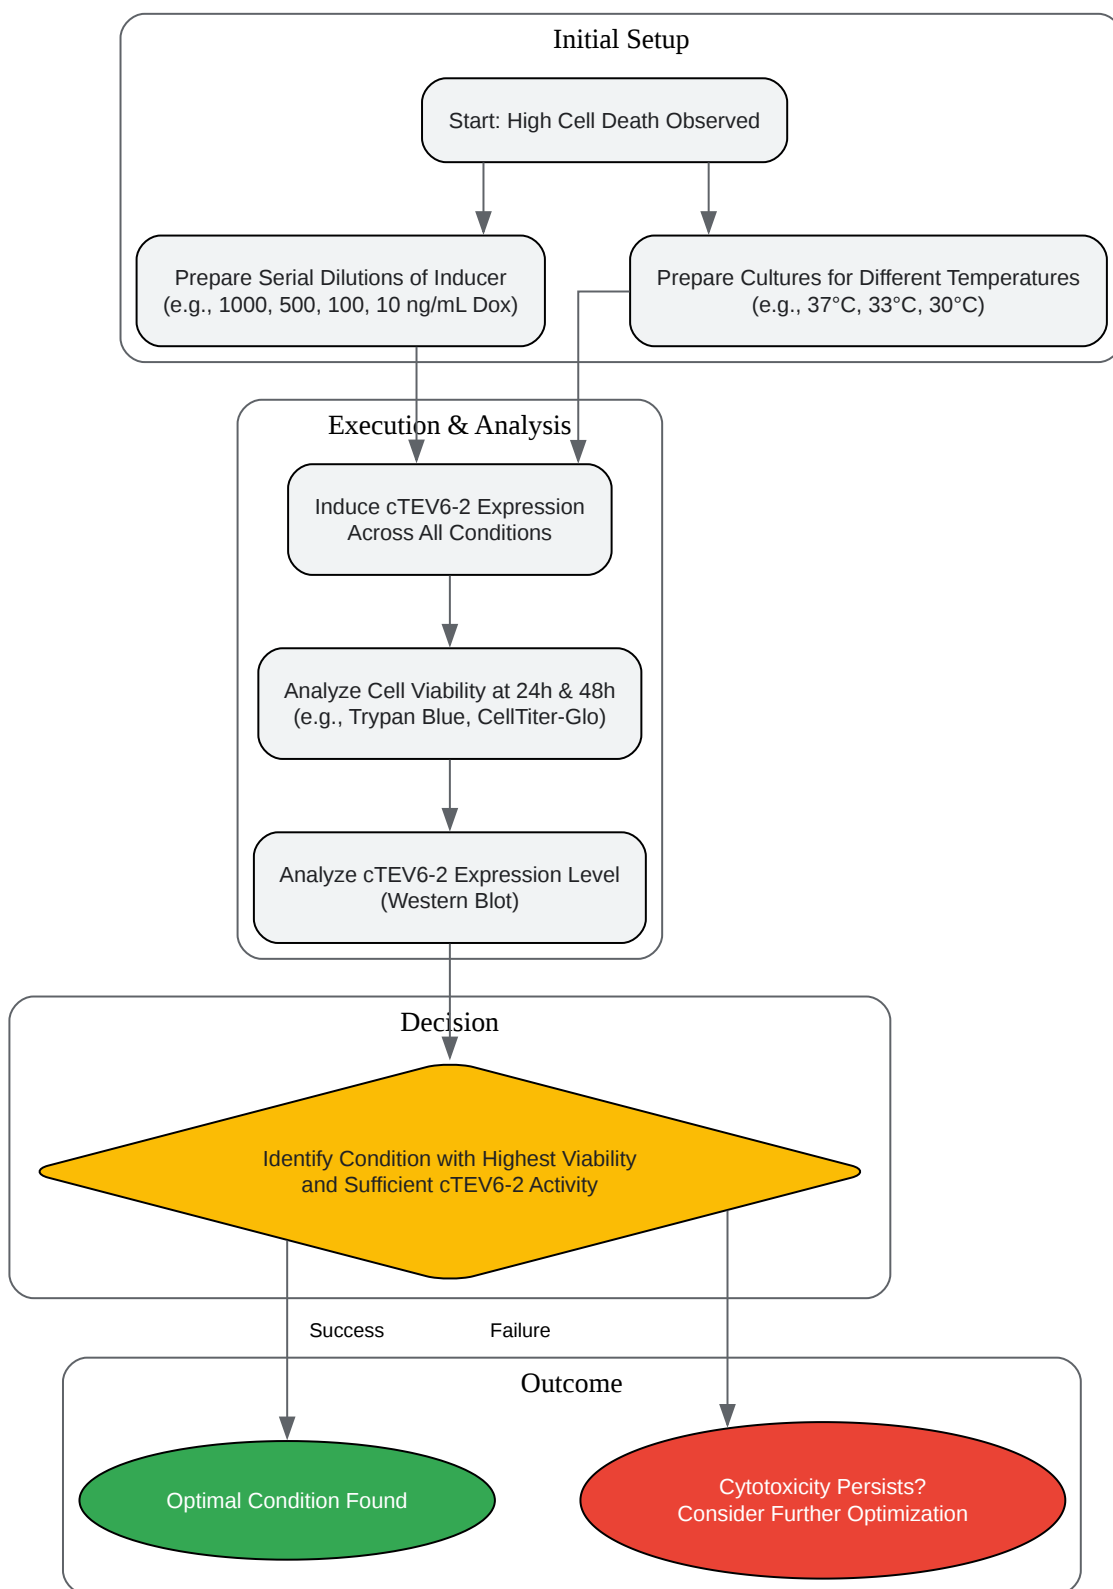 Initial Setup
Start: High Cell Death Observed
Prepare Serial Dilutions of Inducer
(e.g., 1000, 500, 100, 10 ng/mL Dox)
Prepare Cultures for Different Temperatures
(e.g., 37°C, 33°C, 30°C)
Execution & Analysis
Induce cTEV6-2 Expression
Across All Conditions
Analyze Cell Viability at 24h & 48h
(e.g., Trypan Blue, CellTiter-Glo)
Analyze cTEV6-2 Expression Level
(Western Blot)
Decision
Identify Condition with Highest Viability
and Sufficient cTEV6-2 Activity
Success
Failure
Outcome
Optimal Condition Found
Cytotoxicity Persists?
Consider Further Optimization